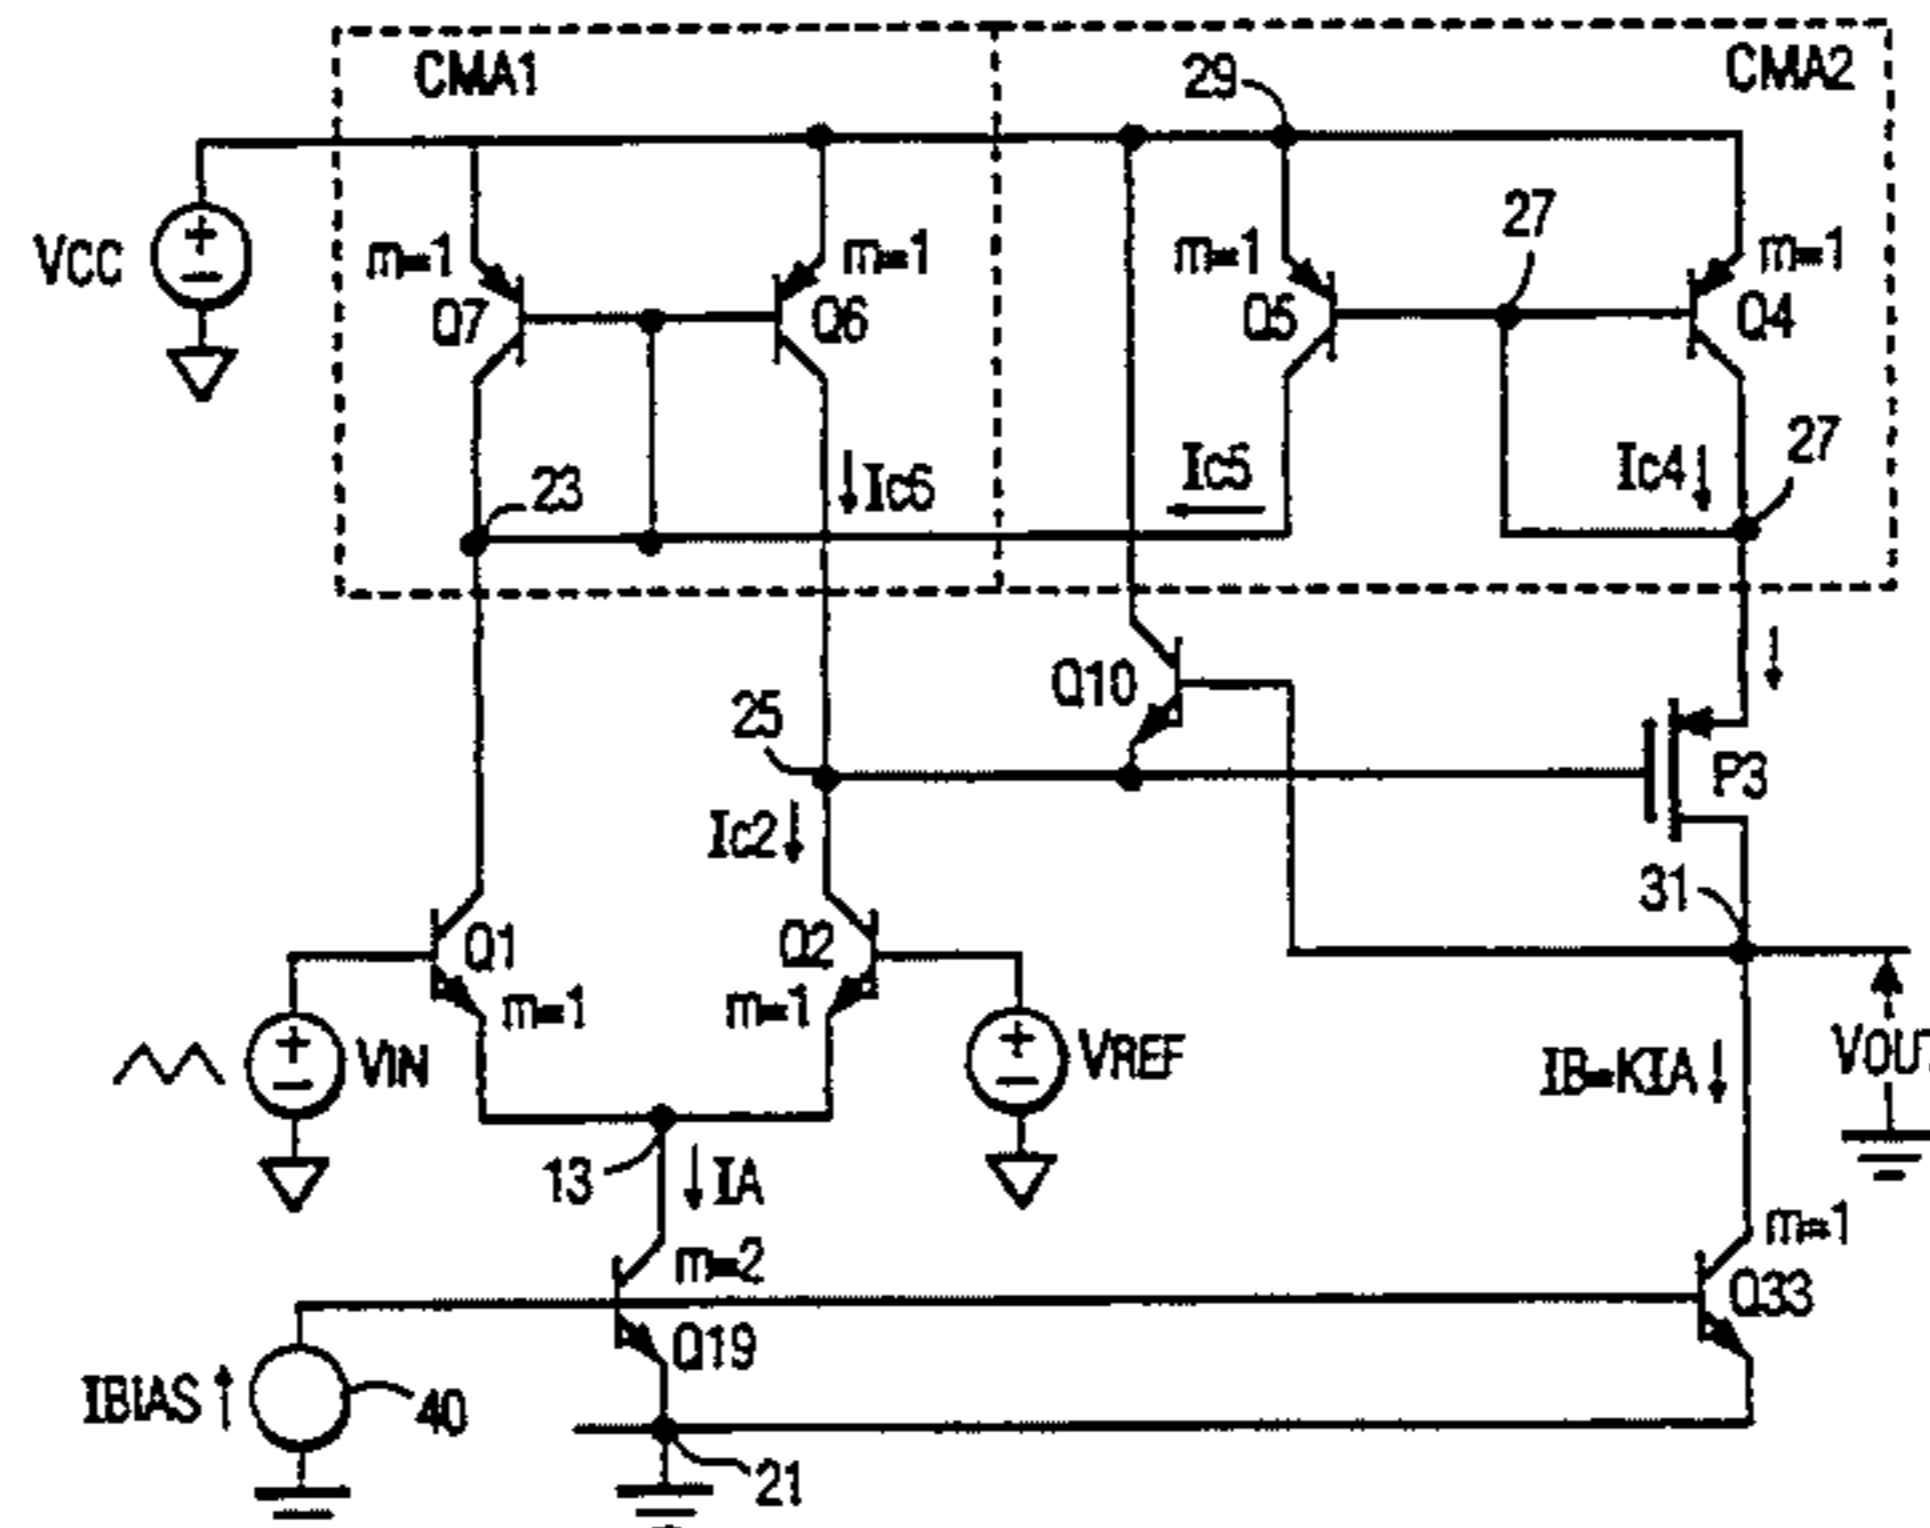 CMA1
CMA2
29
VCC
m=1
Q7
m=1
Q6
m=1
Q5
27
m=1
Q4
23
Ic6
Ic5
Ic4
27
Q10
25
P3
Ic2
31
Q1
m=1
Q2
m=1
VIN
VREF
IB=KIA
VOUT
13
IA
m=2
Q19
m=1
Q33
IBIAS
40
21